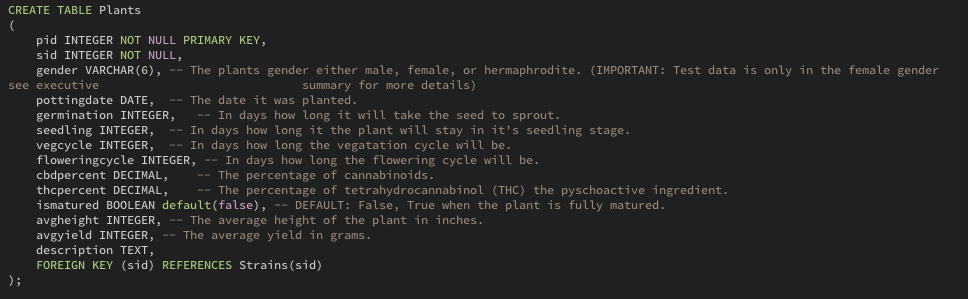 CREATE TABLE Plants
(
    pid INTEGER NOT NULL PRIMARY KEY,
    sid INTEGER NOT NULL,
    gender VARCHAR(6), -- The plants gender either male, female, or hermaphrodite. (IMPORTANT: Test data is only in the female gender
see executive                             summary for more details)
    pottingdate DATE,  -- The date it was planted.
    germination INTEGER,   -- In days how long it will take the seed to sprout.
    seedling INTEGER,  -- In days how long it the plant will stay in it's seedling stage.
    vegcycle INTEGER,  -- In days how long the vegatation cycle will be.
    floweringcycle INTEGER, -- In days how long the flowering cycle will be.
    cbdpercent DECIMAL,    -- The percentage of cannabinoids.
    thcpercent DECIMAL,    -- The percentage of tetrahydrocannabinol (THC) the pyschoactive ingredient.
    ismatured BOOLEAN default(false), -- DEFAULT: False, True when the plant is fully matured.
    avgheight INTEGER, -- The average height of the plant in inches.
    avgyield INTEGER, -- The average yield in grams.
    description TEXT,
    FOREIGN KEY (sid) REFERENCES Strains(sid)
);